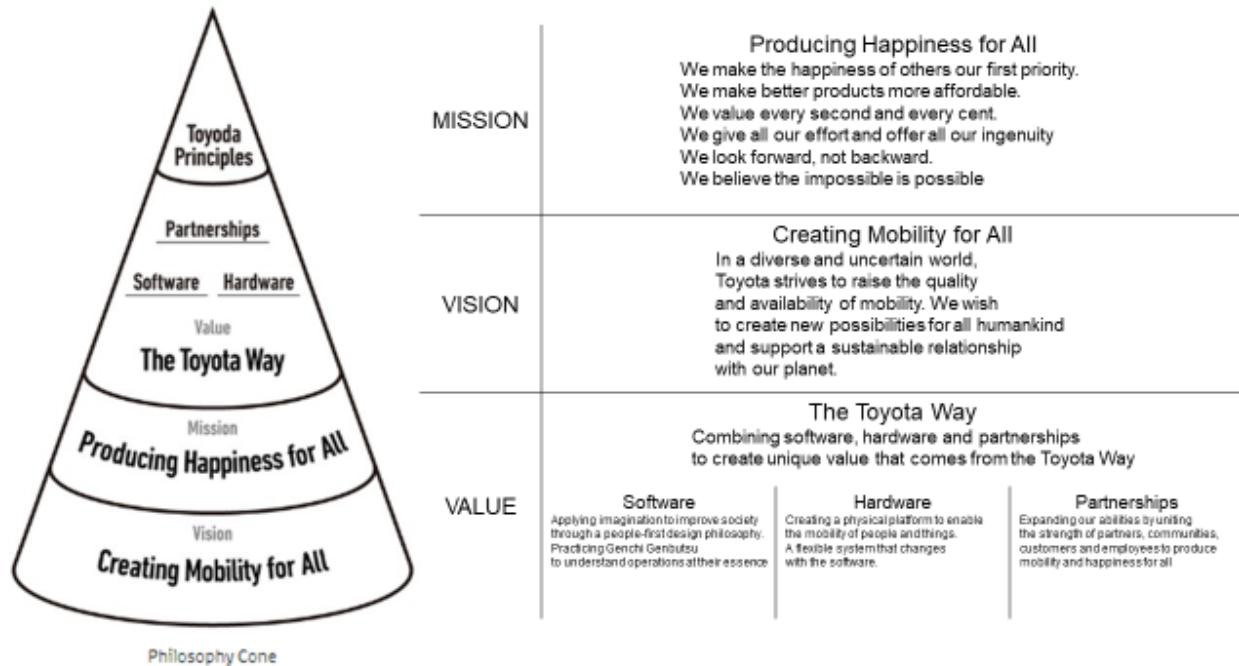 Toyoda
Principles
Partnerships
Software Hardware
Value
The Toyota Way
Mission
Producing Happiness for All
Vision
Creating Mobility for All
Philosophy Cone
MISSION
Producing Happiness for All
We make the happiness of others our first priority.
We make better products more affordable.
We value every second and every cent.
We give all our effort and offer all our ingenuity
We look forward, not backward.
We believe the impossible is possible
VISION
Creating Mobility for All
In a diverse and uncertain world,
Toyota strives to raise the quality
and availability of mobility. We wish
to create new possibilities for all humankind
and support a sustainable relationship
with our planet.
VALUE
The Toyota Way
Combining software, hardware and partnerships
to create unique value that comes from the Toyota Way
Software
Applying imagination to improve society
through a people-first design philosophy.
Practicing Genchi Genbutsu
to understand operations at their essence
Hardware
Creating a physical platform to enable
the mobility of people and things.
A flexible system that changes
with the software.
Partnerships
Expanding our abilities by uniting
the strength of partners, communities,
customers and employees to produce
mobility and happiness for all